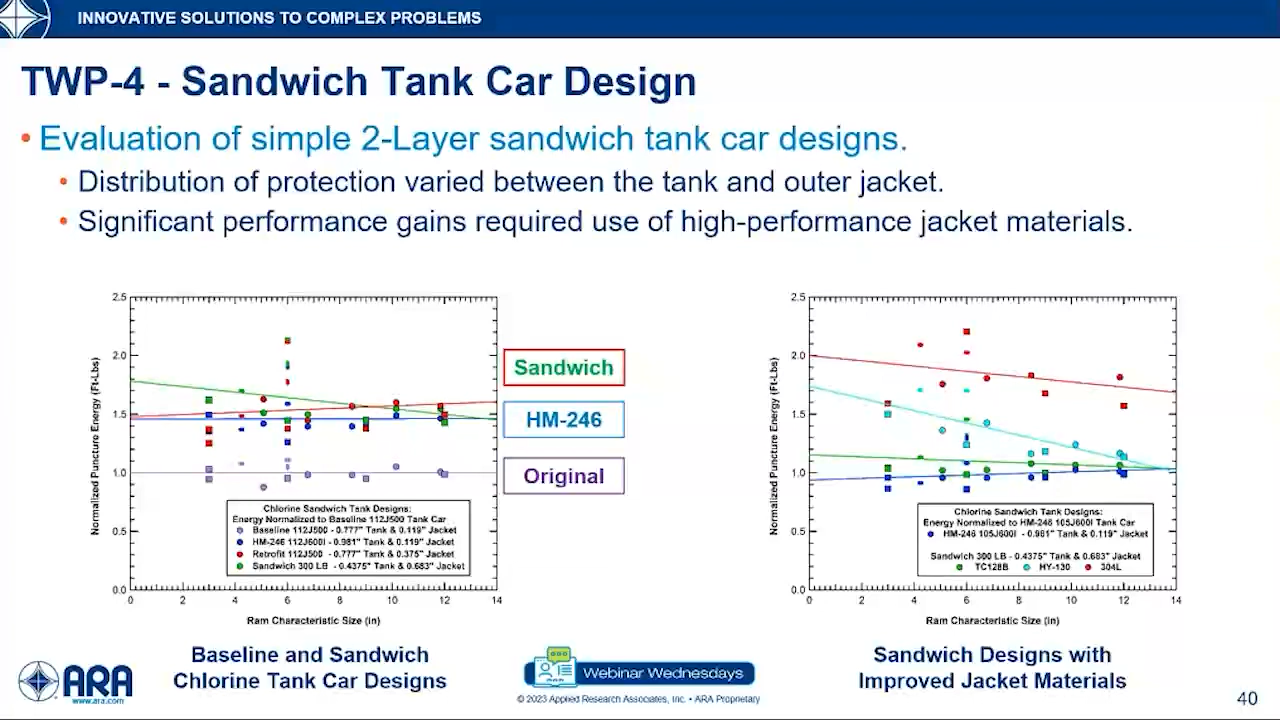 INNOVATIVE SOLUTIONS TO COMPLEX PROBLEMS
TWP-4 - Sandwich Tank Car Design
• Evaluation of simple 2-Layer sandwich tank car designs.
• Distribution of protection varied between the tank and outer jacket.
• Significant performance gains required use of high-performance jacket materials.
2.5
2.0
1.5
1.0
0.5
0.0
Normalized Puncture Energy (Ft-Lbs)
0 2 4 6 8 10 12 14
Ram Characteristic Size (in)
Chlorine Sandwich Tank Designs:
Energy Normalized to Baseline 112J500 Tank Car
Baseline 112J500 - 0.777" Tank & 0.119" Jacket
HM-246 112J600I - 0.981" Tank & 0.119" Jacket
Retrofit 112J500 - 0.777" Tank & 0.375" Jacket
Sandwich 300 LB - 0.4375" Tank & 0.683" Jacket
Sandwich
HM-246
Original
2.5
2.0
1.5
1.0
0.5
0.0
Normalized Puncture Energy (Ft-Lbs)
0 2 4 6 8 10 12 14
Ram Characteristic Size (in)
Chlorine Sandwich Tank Designs:
Energy Normalized to HM-246 105J600I Tank Car
HM-246 105J600I - 0.981" Tank & 0.119" Jacket
Sandwich 300 LB - 0.4375" Tank & 0.683" Jacket
TC128B HY-130 304L
Baseline and Sandwich
Chlorine Tank Car Designs
Sandwich Designs with
Improved Jacket Materials
ARA
www.ara.com
Webinar Wednesdays
© 2023 Applied Research Associates, Inc. • ARA Proprietary
40